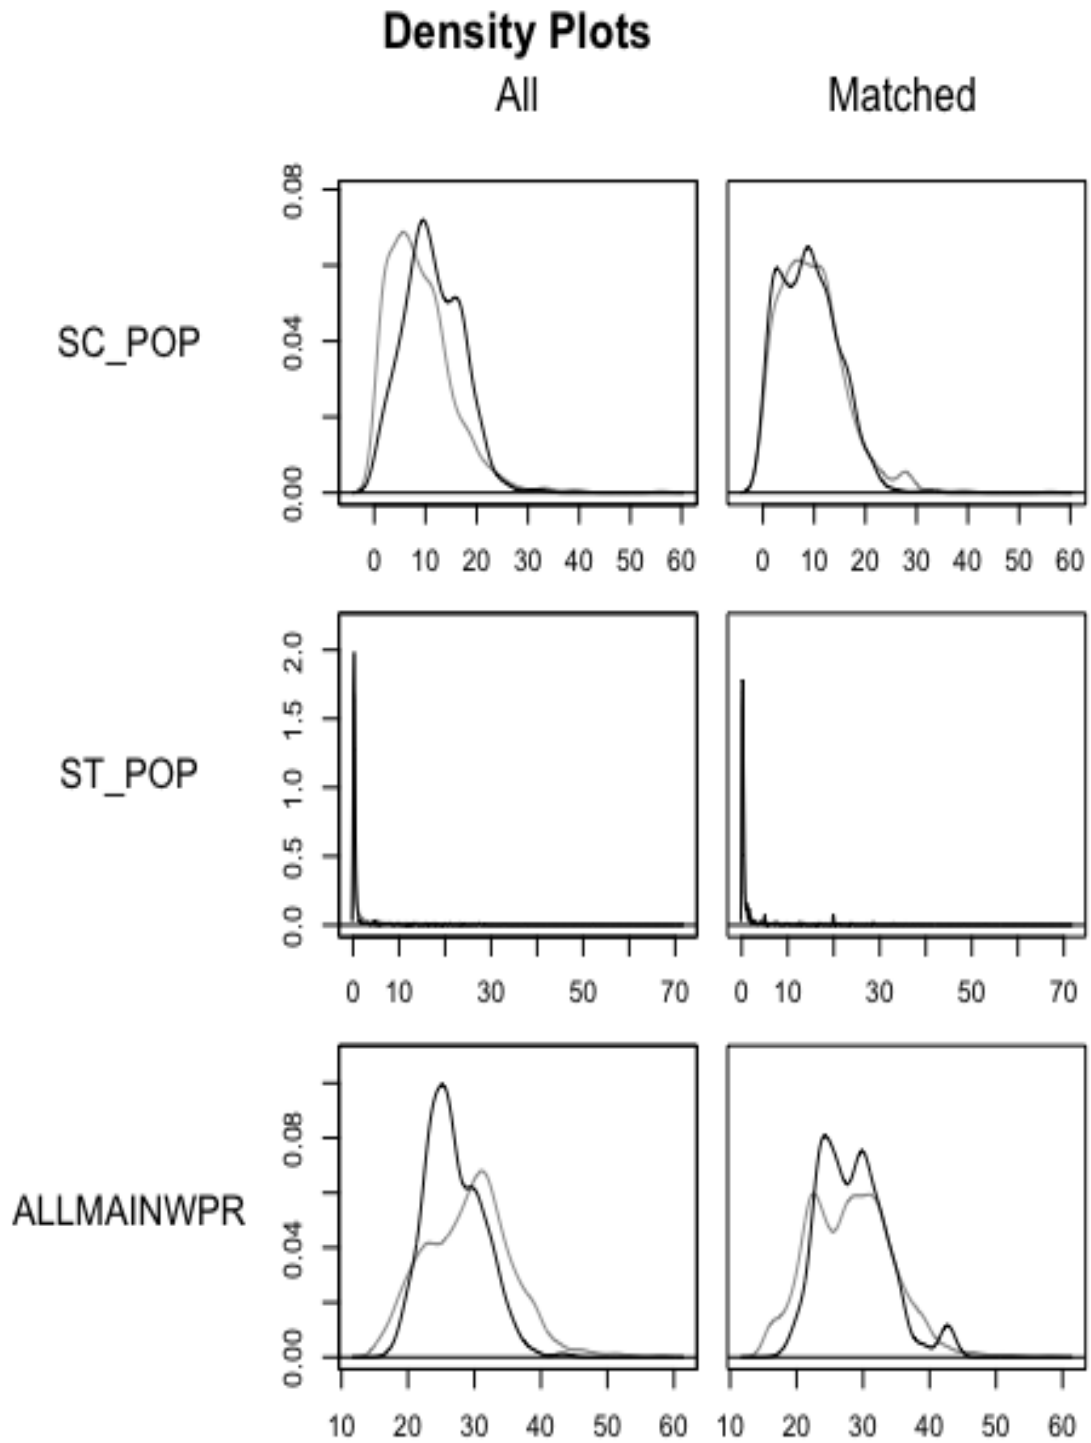 Density Plots
All Matched
SC_POP
0.00 0.04 0.08
0 10 20 30 40 50 60 0 10 20 30 40 50 60
ST_POP
0.0 0.5 1.0 1.5 2.0
0 10 30 50 70 0 10 30 50 70
ALLMAINWPR
0.00 0.04 0.08
10 20 30 40 50 60 10 20 30 40 50 60